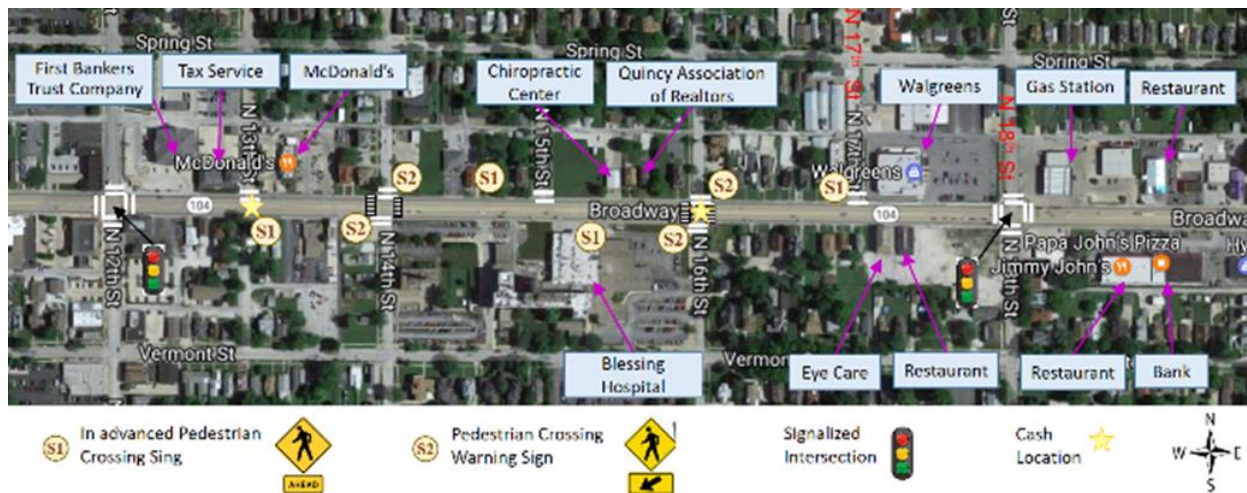 Spring St
Spring St
Spring St
First Bankers
Trust Company
Tax Service
McDonald's
Chiropractic
Center
Quincy Association
of Realtors
Walgreens
Gas Station
Restaurant
N 13th St
N 15th St
N 17th St
N 17th St
N 18th St
McDonald's
Walgreens
S2
S1
S2
S1
104
Broadway
104
Broadw
S1
S2
S1
S2
N 12th St
N 14th St
N 16th St
Papa John's Pizza
Jimmy John's
Hy
Vermont St
Blessing
Hospital
Eye Care
Restaurant
Restaurant
Bank
S1
In advanced Pedestrian
Crossing Sing
AHEAD
S2
Pedestrian Crossing
Warning Sign
Signalized
Intersection
Cash
Location
N
W
E
S